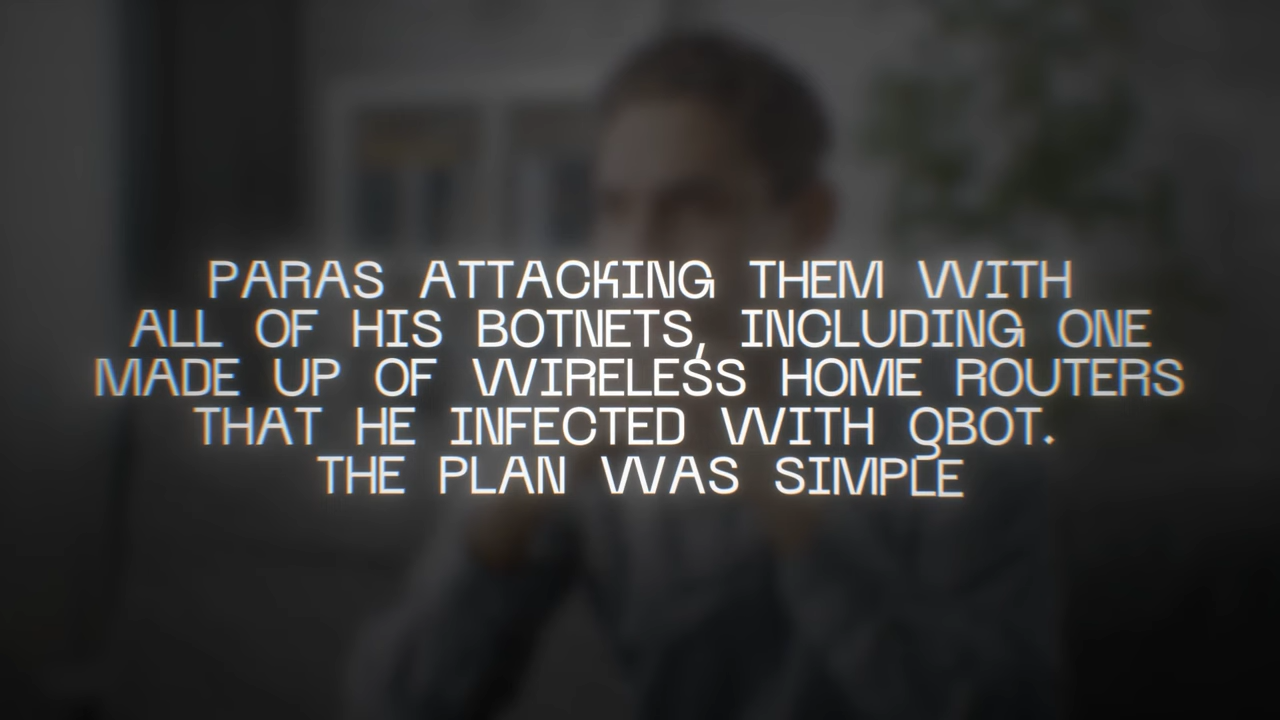 PARAS ATTACKING THEM WITH
ALL OF HIS BOTNETS, INCLUDING ONE
MADE UP OF WIRELESS HOME ROUTERS
THAT HE INFECTED WITH QBOT.
THE PLAN WAS SIMPLE